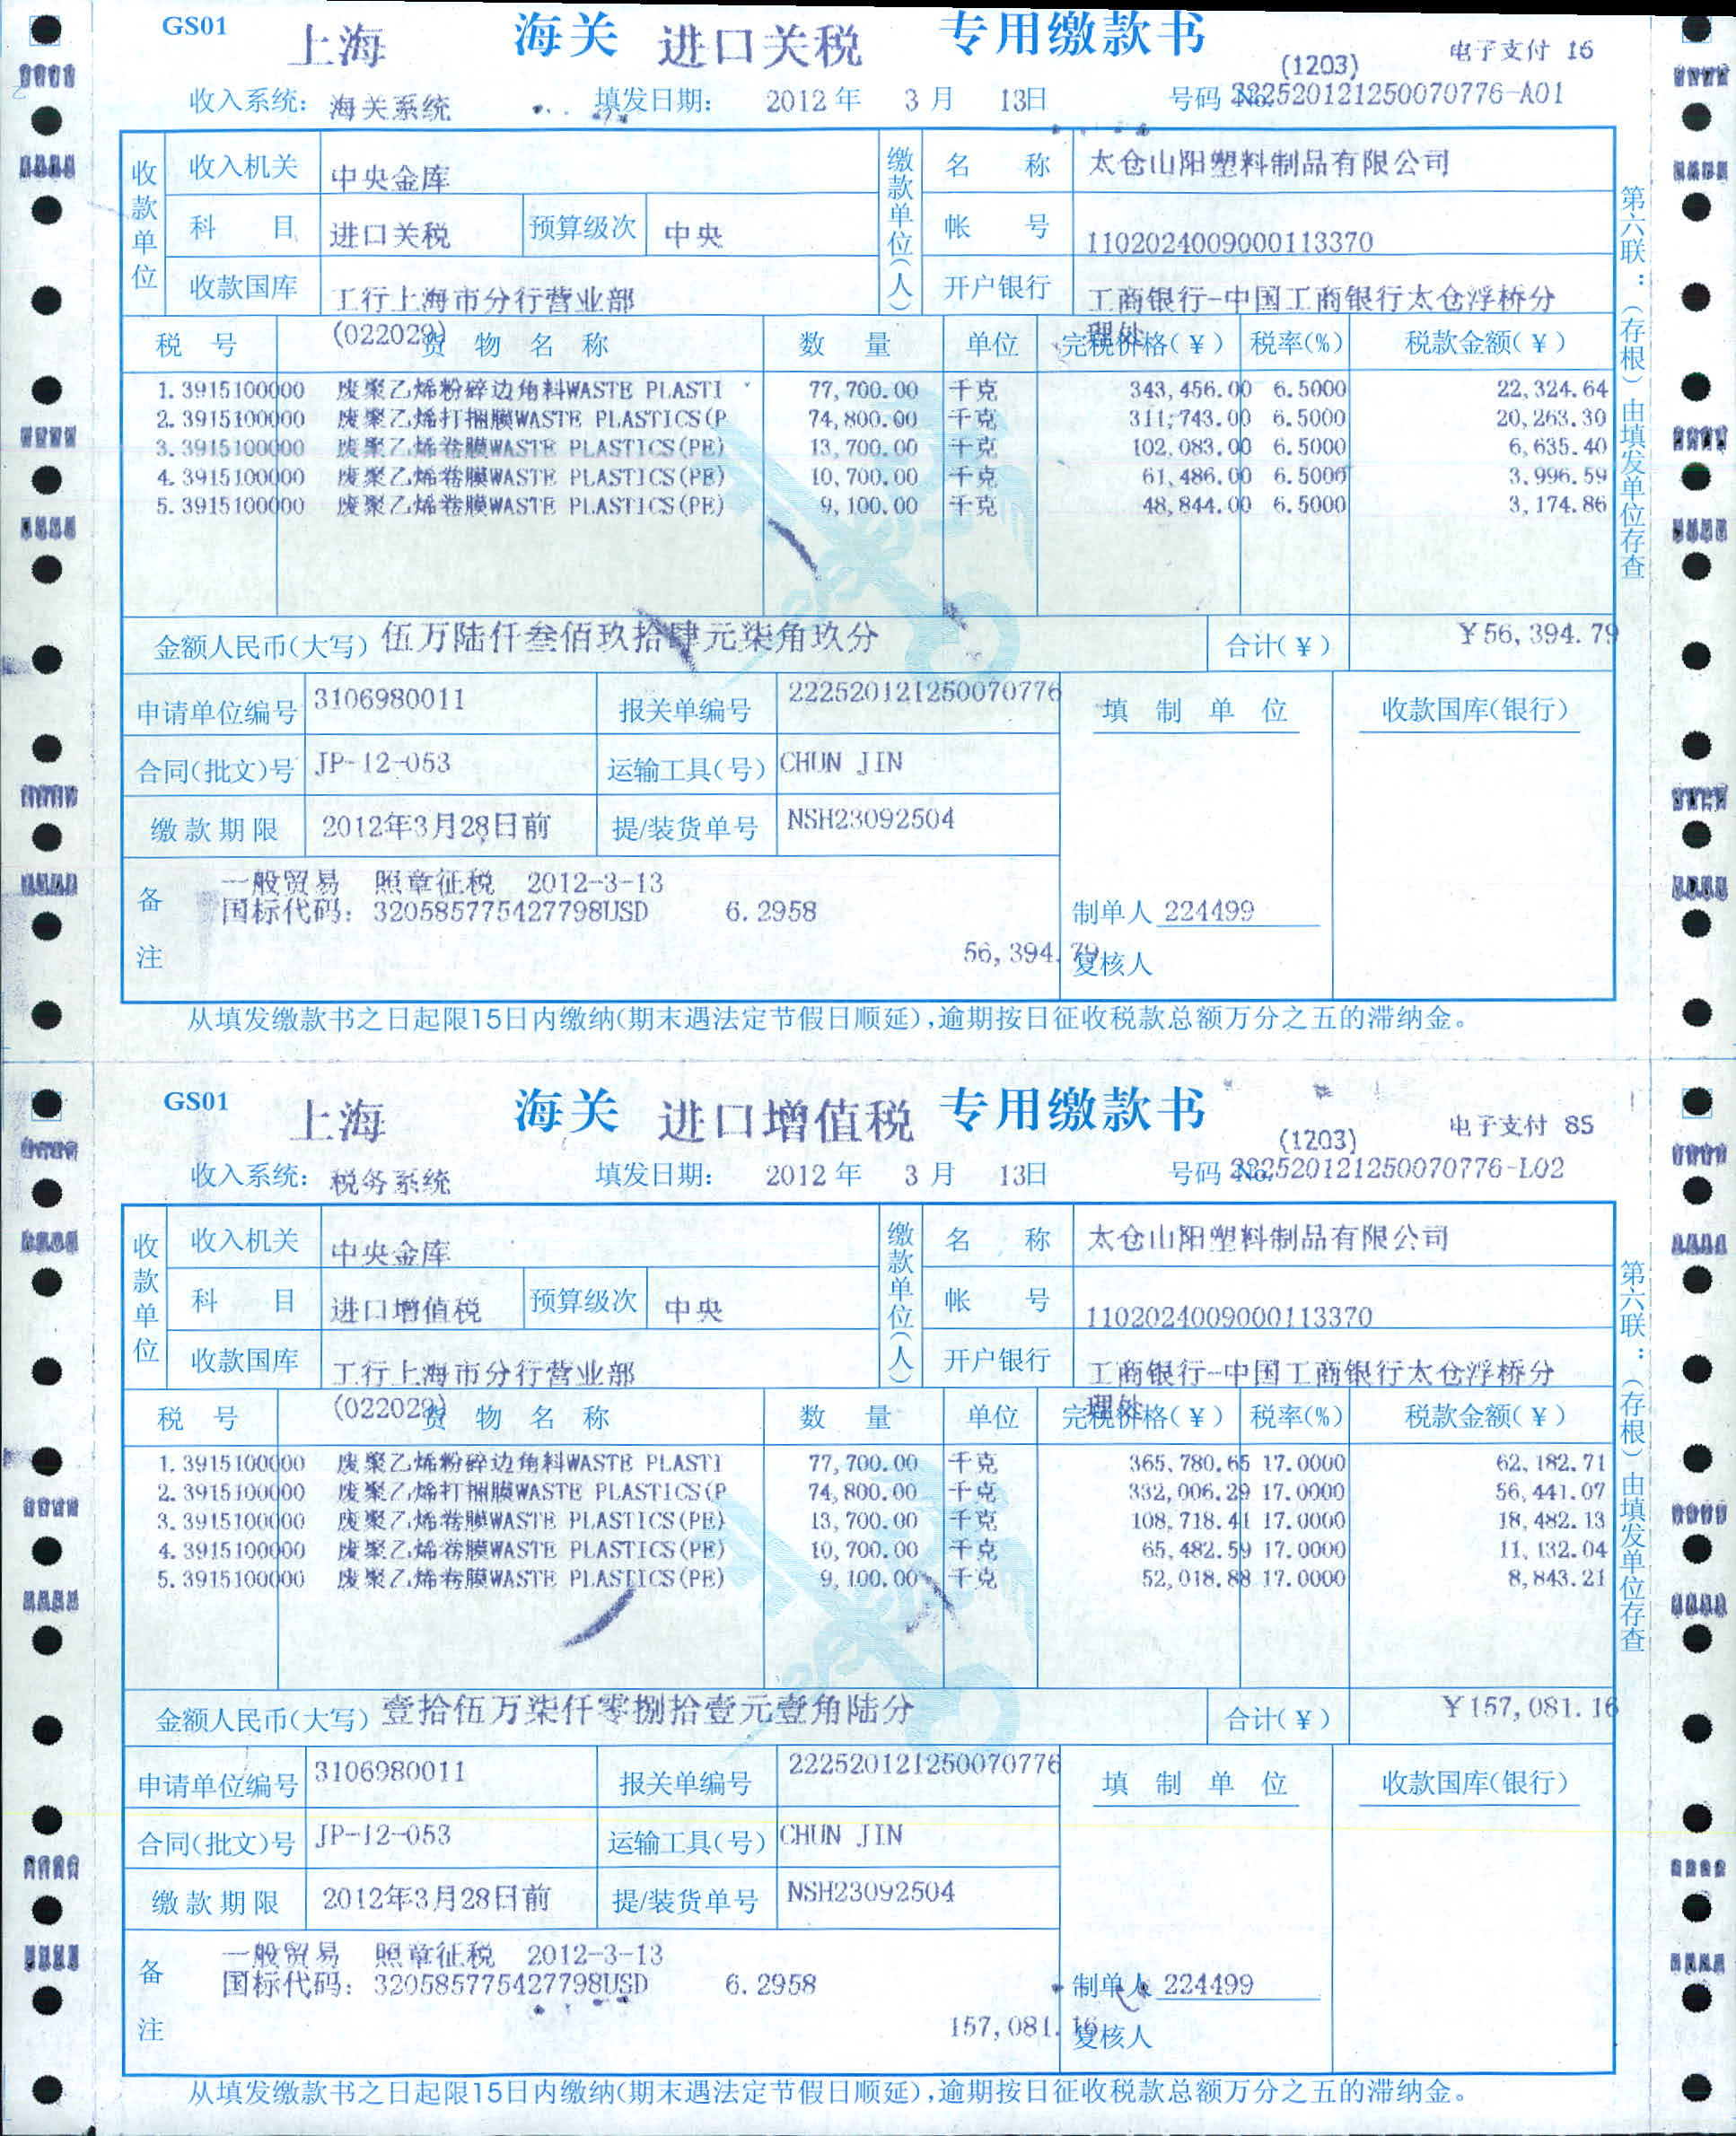 GS01 上海 海关 进口关税 专用缴款书
(1203) 电子支付 16
收入系统: 海关系统 填发日期: 2012年 3月 13日 号码 No. 222520121250070776-A01
收款单位 收入机关 中央金库 缴款单位(人) 名 称 太仓山阳塑料制品有限公司
科 目 进口关税 预算级次 中央 帐 号 1102024009000113370
收款国库 工行上海市分行营业部(022029) 开户银行 工商银行-中国工商银行太仓浮桥分理处
税 号 货 物 名 称 数 量 单位 完税价格(¥) 税率(%) 税款金额(¥)
1.3915100000 废聚乙烯粉碎边角料WASTE PLASTI 77,700.00 千克 343,456.00 6.5000 22,324.64
2.3915100000 废聚乙烯打捆膜WASTE PLASTICS(P 74,800.00 千克 311,743.00 6.5000 20,263.30
3.3915100000 废聚乙烯卷膜WASTE PLASTICS(PE) 13,700.00 千克 102,083.00 6.5000 6,635.40
4.3915100000 废聚乙烯卷膜WASTE PLASTICS(PE) 10,700.00 千克 61,486.00 6.5000 3,996.59
5.3915100000 废聚乙烯卷膜WASTE PLASTICS(PE) 9,100.00 千克 48,844.00 6.5000 3,174.86
金额人民币(大写) 伍万陆仟叁佰玖拾肆元柒角玖分 合计(¥) ¥56,394.79
申请单位编号 3106980011 报关单编号 222520121250070776 填 制 单 位 收款国库(银行)
合同(批文)号 JP-12-053 运输工具(号) CHUN JIN
缴款期限 2012年3月28日前 提/装货单号 NSH23092504
备注 一般贸易 照章征税 2012-3-13
国标代码: 320585775427798USD 6.2958 制单人 224499
56,394.79 复核人
从填发缴款书之日起限15日内缴纳(期末遇法定节假日顺延),逾期按日征收税款总额万分之五的滞纳金。
第六联:(存根)由填发单位存查
GS01 上海 海关 进口增值税 专用缴款书
(1203) 电子支付 85
收入系统: 税务系统 填发日期: 2012年 3月 13日 号码 No. 222520121250070776-L02
收款单位 收入机关 中央金库 缴款单位(人) 名 称 太仓山阳塑料制品有限公司
科 目 进口增值税 预算级次 中央 帐 号 1102024009000113370
收款国库 工行上海市分行营业部(022029) 开户银行 工商银行-中国工商银行太仓浮桥分理处
税 号 货 物 名 称 数 量 单位 完税价格(¥) 税率(%) 税款金额(¥)
1.3915100000 废聚乙烯粉碎边角料WASTE PLASTI 77,700.00 千克 365,780.65 17.0000 62,182.71
2.3915100000 废聚乙烯打捆膜WASTE PLASTICS(P 74,800.00 千克 332,006.29 17.0000 56,441.07
3.3915100000 废聚乙烯卷膜WASTE PLASTICS(PE) 13,700.00 千克 108,718.41 17.0000 18,482.13
4.3915100000 废聚乙烯卷膜WASTE PLASTICS(PE) 10,700.00 千克 65,482.59 17.0000 11,132.04
5.3915100000 废聚乙烯卷膜WASTE PLASTICS(PE) 9,100.00 千克 52,018.88 17.0000 8,843.21
金额人民币(大写) 壹拾伍万柒仟零捌拾壹元壹角陆分 合计(¥) ¥157,081.16
申请单位编号 3106980011 报关单编号 222520121250070776 填 制 单 位 收款国库(银行)
合同(批文)号 JP-12-053 运输工具(号) CHUN JIN
缴款期限 2012年3月28日前 提/装货单号 NSH23092504
备注 一般贸易 照章征税 2012-3-13
国标代码: 320585775427798USD 6.2958 制单人 224499
157,081.16 复核人
从填发缴款书之日起限15日内缴纳(期末遇法定节假日顺延),逾期按日征收税款总额万分之五的滞纳金。
第六联:(存根)由填发单位存查